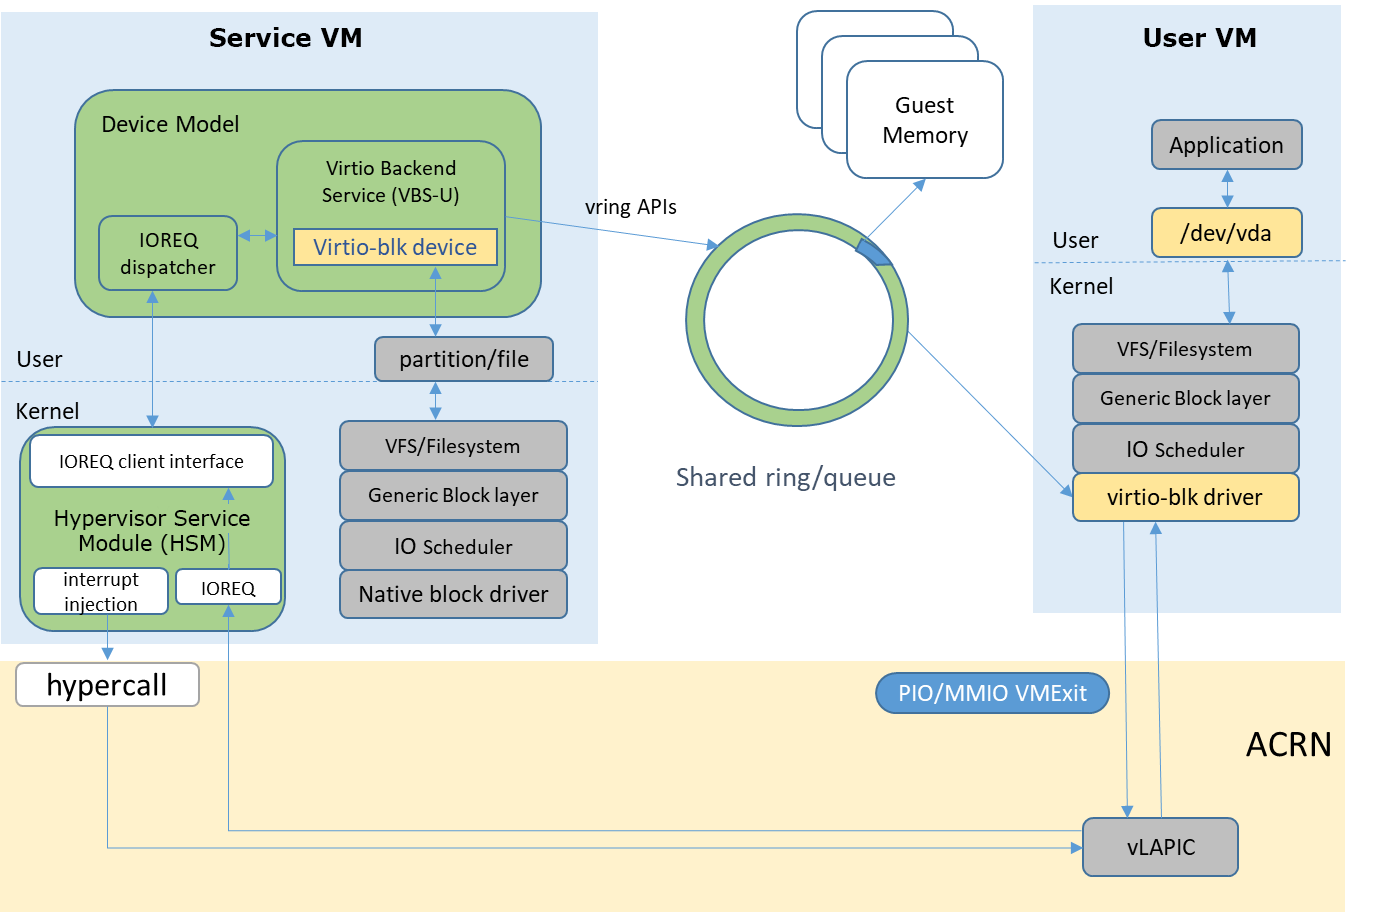 Service VM
Device Model
Virtio Backend
Service (VBS-U)
Virtio-blk device
IOREQ
dispatcher
partition/file
User
Kernel
IOREQ client interface
Hypervisor Service
Module (HSM)
interrupt
injection
IOREQ
VFS/Filesystem
Generic Block layer
IO Scheduler
Native block driver
hypercall
vring APIs
Guest
Memory
Shared ring/queue
User VM
Application
/dev/vda
User
Kernel
VFS/Filesystem
Generic Block layer
IO Scheduler
virtio-blk driver
PIO/MMIO VMExit
ACRN
vLAPIC